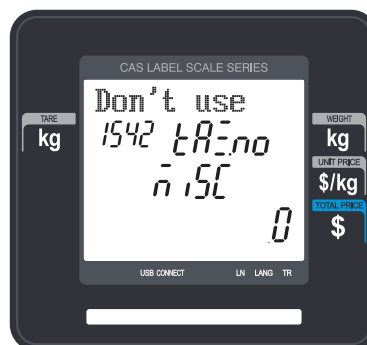 CAS LABEL SCALE SERIES
Don't use
TARE
kg
1542 tAX.no
WEIGHT
kg
miSC
UNIT PRICE
$/kg
0
TOTAL PRICE
$
USB CONNECT LN LANG TR